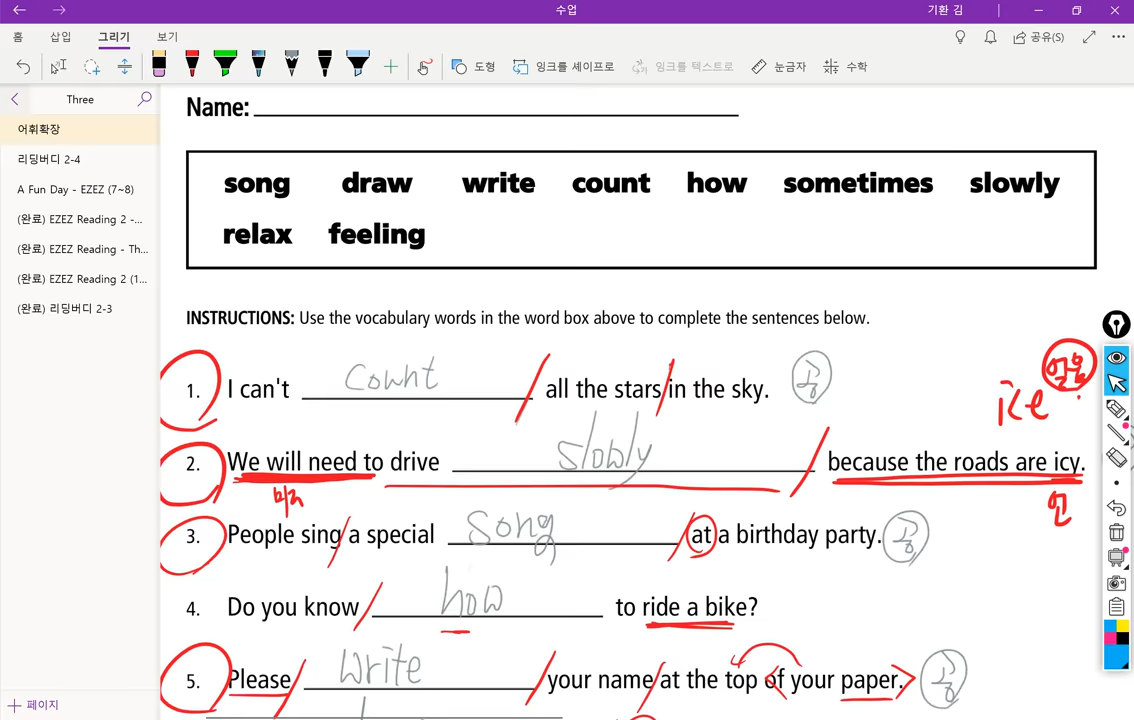 수업
기환 김
홈 삽입 그리기 보기
공유(S)
도형 잉크를 셰이프로 잉크를 텍스트로 눈금자 수학
Three
어휘확장
리딩버디 2-4
A Fun Day - EZEZ (7~8)
(완료) EZEZ Reading 2 -...
(완료) EZEZ Reading - Th...
(완료) EZEZ Reading 2 (1...
(완료) 리딩버디 2-3
페이지
Name:
song draw write count how sometimes slowly
relax feeling
INSTRUCTIONS: Use the vocabulary words in the word box above to complete the sentences below.
1. I can't count all the stars in the sky. 공
얼음
ice
2. We will need to drive slowly because the roads are icy.
미래
인
3. People sing a special song at a birthday party. 공
4. Do you know how to ride a bike?
5. Please write your name at the top of your paper. 공